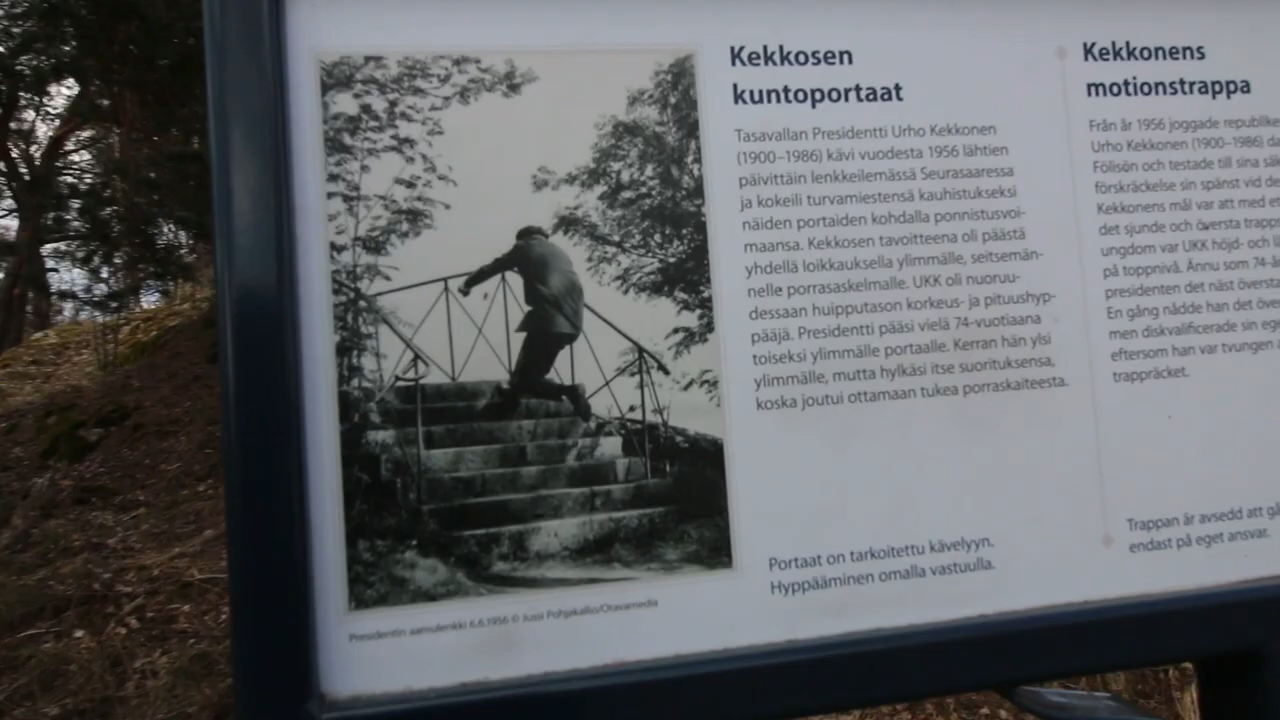 Kekkosen
kuntoportaat
Tasavallan Presidentti Urho Kekkonen
(1900–1986) kävi vuodesta 1956 lähtien
päivittäin lenkkeilemässä Seurasaaressa
ja kokeili turvamiestensä kauhistukseksi
näiden portaiden kohdalla ponnistusvoi-
maansa. Kekkosen tavoitteena oli päästä
yhdellä loikkauksella ylimmälle, seitsemän-
nelle porrasaskelmalle. UKK oli nuoruu-
dessaan huipputason korkeus- ja pituushyp-
pääjä. Presidentti pääsi vielä 74-vuotiaana
toiseksi ylimmälle portaalle. Kerran hän ylsi
ylimmälle, mutta hylkäsi itse suorituksensa,
koska joutui ottamaan tukea porraskaiteesta.
Portaat on tarkoitettu kävelyyn.
Hyppääminen omalla vastuulla.
Presidentin aamulenkki 6.6.1956 © Jussi Pohjakallio/Otavamedia
Kekkonens
motionstrappa
Från år 1956 joggade republike
Urho Kekkonen (1900–1986) da
Fölisön och testade till sina sä
förskräckelse sin spänst vid de
Kekkonens mål var att med et
det sjunde och översta trapp
ungdom var UKK höjd- och l
på toppnivå. Ännu som 74-å
presidenten det näst översta
En gång nådde han det öve
men diskvalificerade sin eg
eftersom han var tvungen a
trappräcket.
Trappan är avsedd att gå
endast på eget ansvar.